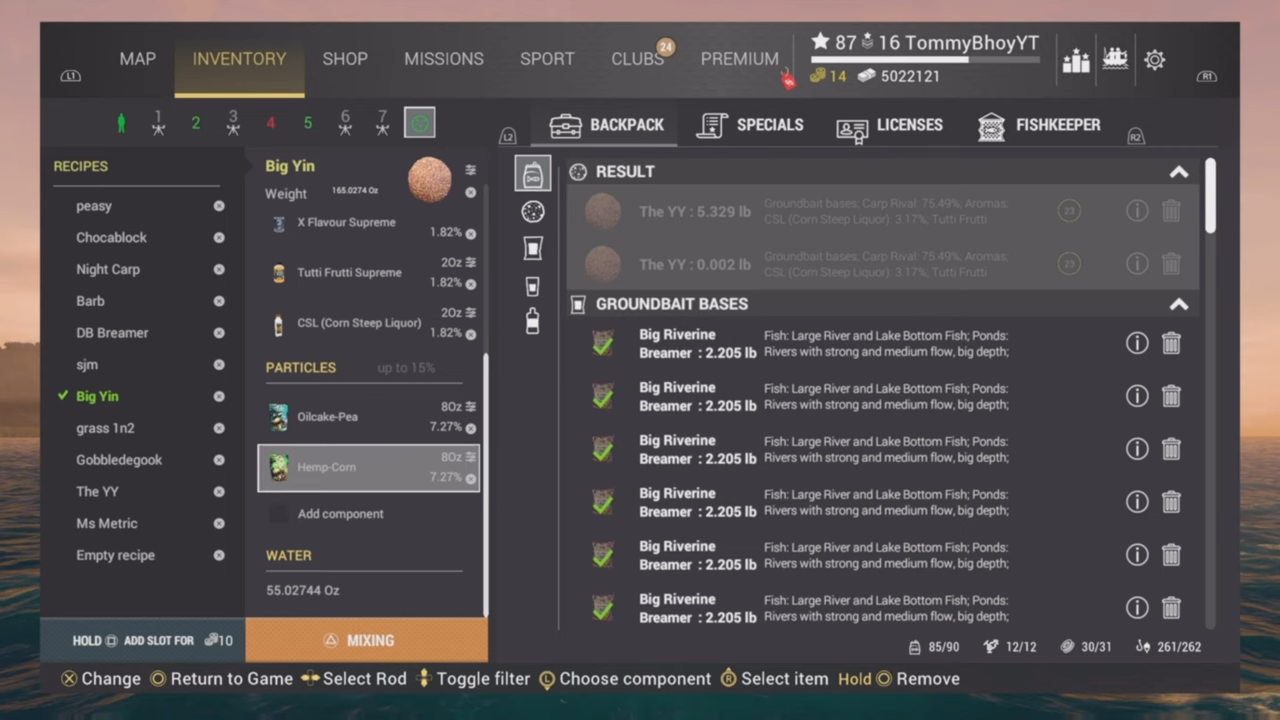 L1
MAP
INVENTORY
SHOP
MISSIONS
SPORT
CLUBS
24
PREMIUM
87 16 TommyBhoyYT
14 5022121
R1
1 2 3 4 5 6 7
L2
BACKPACK
SPECIALS
LICENSES
FISHKEEPER
R2
RECIPES
peasy
Chocablock
Night Carp
Barb
DB Breamer
sjm
Big Yin
grass 1n2
Gobbledegook
The YY
Ms Metric
Empty recipe
HOLD ADD SLOT FOR 10
Big Yin
Weight 165.0274 Oz
X Flavour Supreme
1.82%
Tutti Frutti Supreme
2Oz
1.82%
CSL (Corn Steep Liquor)
2Oz
1.82%
PARTICLES up to 15%
Oilcake-Pea
8Oz
7.27%
Hemp-Corn
8Oz
7.27%
Add component
WATER
55.02744 Oz
MIXING
RESULT
The YY : 5.329 lb
Groundbait bases; Carp Rival: 75.49%, Aromas:
CSL (Corn Steep Liquor): 3.17%, Tutti Frutti
23
The YY : 0.002 lb
Groundbait bases; Carp Rival: 75.49%, Aromas:
CSL (Corn Steep Liquor): 3.17%, Tutti Frutti
23
GROUNDBAIT BASES
Big Riverine
Breamer : 2.205 lb
Fish: Large River and Lake Bottom Fish; Ponds:
Rivers with strong and medium flow, big depth;
Big Riverine
Breamer : 2.205 lb
Fish: Large River and Lake Bottom Fish; Ponds:
Rivers with strong and medium flow, big depth;
Big Riverine
Breamer : 2.205 lb
Fish: Large River and Lake Bottom Fish; Ponds:
Rivers with strong and medium flow, big depth;
Big Riverine
Breamer : 2.205 lb
Fish: Large River and Lake Bottom Fish; Ponds:
Rivers with strong and medium flow, big depth;
Big Riverine
Breamer : 2.205 lb
Fish: Large River and Lake Bottom Fish; Ponds:
Rivers with strong and medium flow, big depth;
Big Riverine
Breamer : 2.205 lb
Fish: Large River and Lake Bottom Fish; Ponds:
Rivers with strong and medium flow, big depth;
85/90 12/12 30/31 261/262
Change Return to Game Select Rod Toggle filter L Choose component R Select item Hold Remove